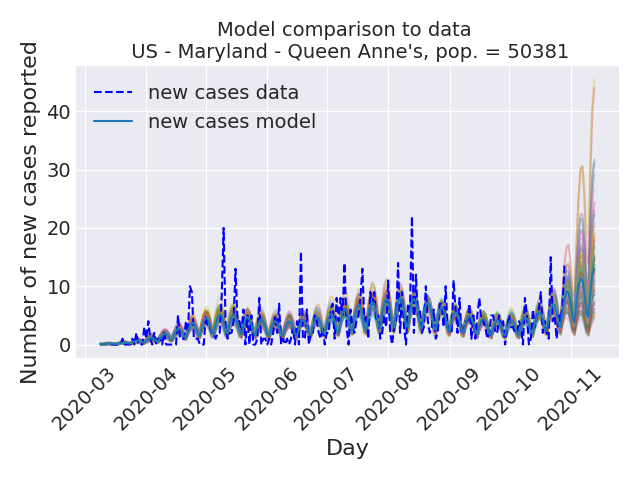 Model comparison to data
US - Maryland - Queen Anne's, pop. = 50381
new cases data
new cases model
Number of new cases reported
40
30
20
10
0
2020-03
2020-04
2020-05
2020-06
2020-07
2020-08
2020-09
2020-10
2020-11
Day